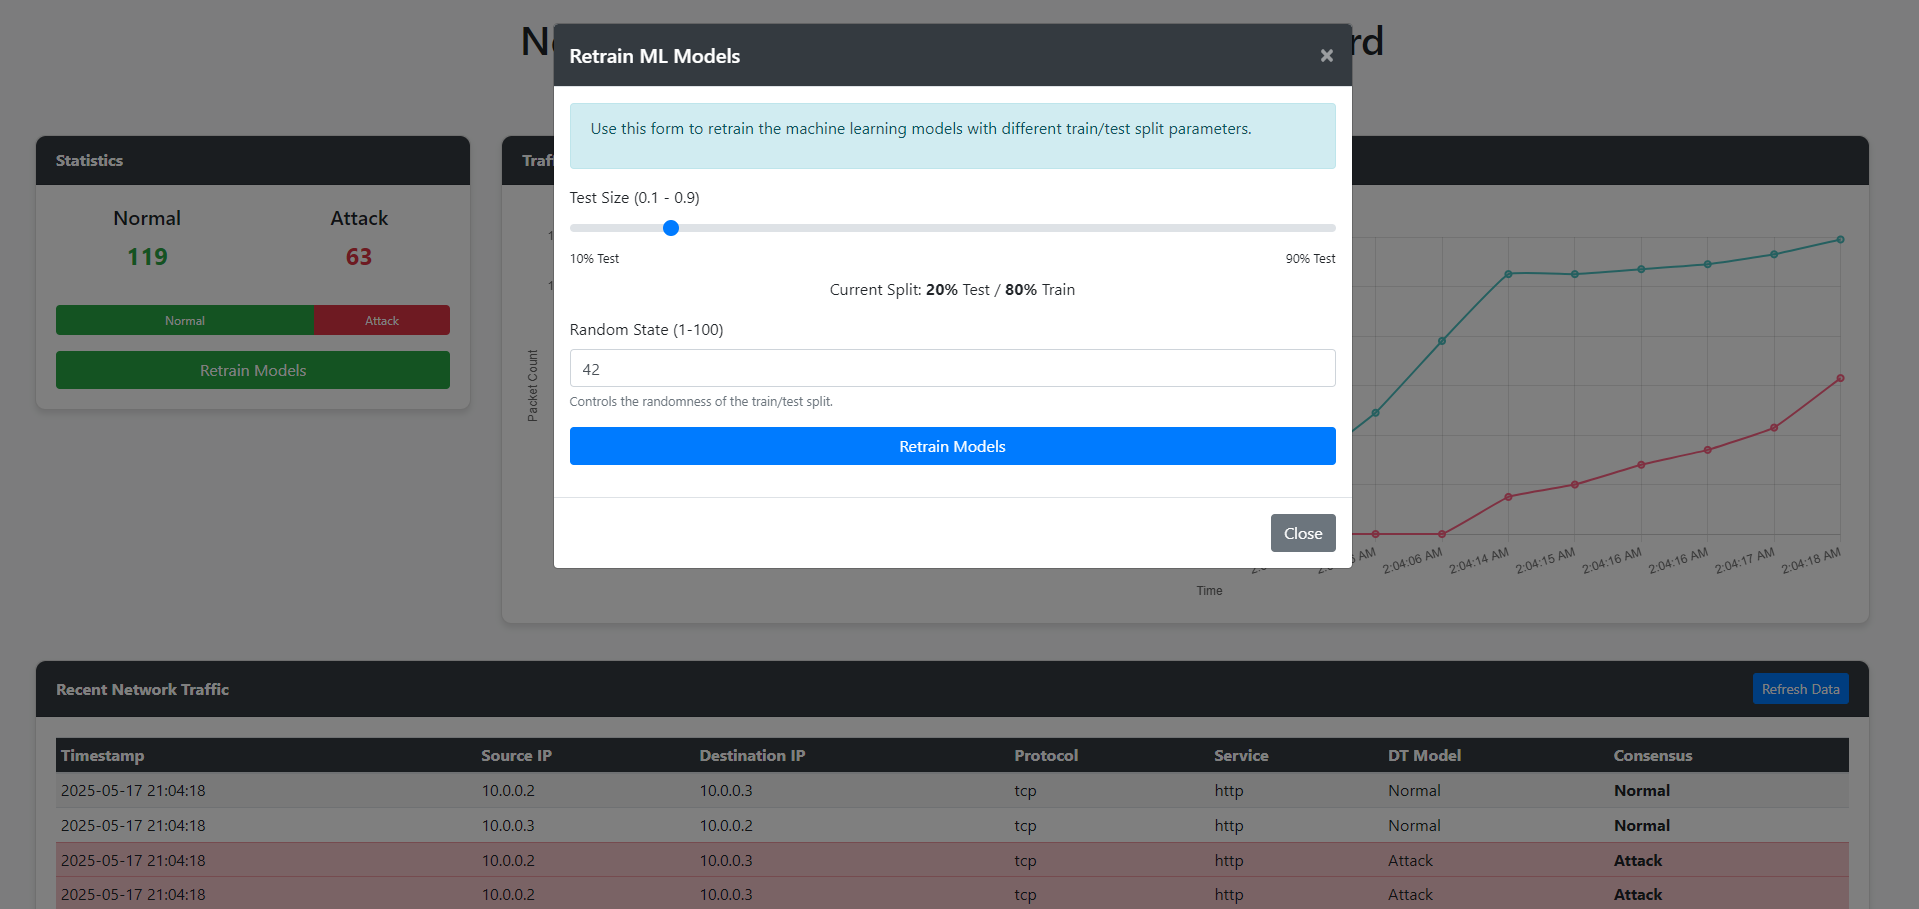 Retrain ML Models
×
Use this form to retrain the machine learning models with different train/test split parameters.
Test Size (0.1 - 0.9)
10% Test 90% Test
Current Split: 20% Test / 80% Train
Random State (1-100)
42
Controls the randomness of the train/test split.
Retrain Models
Close
Statistics
Normal Attack
119 63
Normal Attack
Retrain Models
Packet Count
2:04:06 AM 2:04:14 AM 2:04:15 AM 2:04:16 AM 2:04:16 AM 2:04:17 AM 2:04:18 AM
Time
Recent Network Traffic Refresh Data
Timestamp Source IP Destination IP Protocol Service DT Model Consensus
2025-05-17 21:04:18 10.0.0.2 10.0.0.3 tcp http Normal Normal
2025-05-17 21:04:18 10.0.0.3 10.0.0.2 tcp http Normal Normal
2025-05-17 21:04:18 10.0.0.2 10.0.0.3 tcp http Attack Attack
2025-05-17 21:04:18 10.0.0.2 10.0.0.3 tcp http Attack Attack